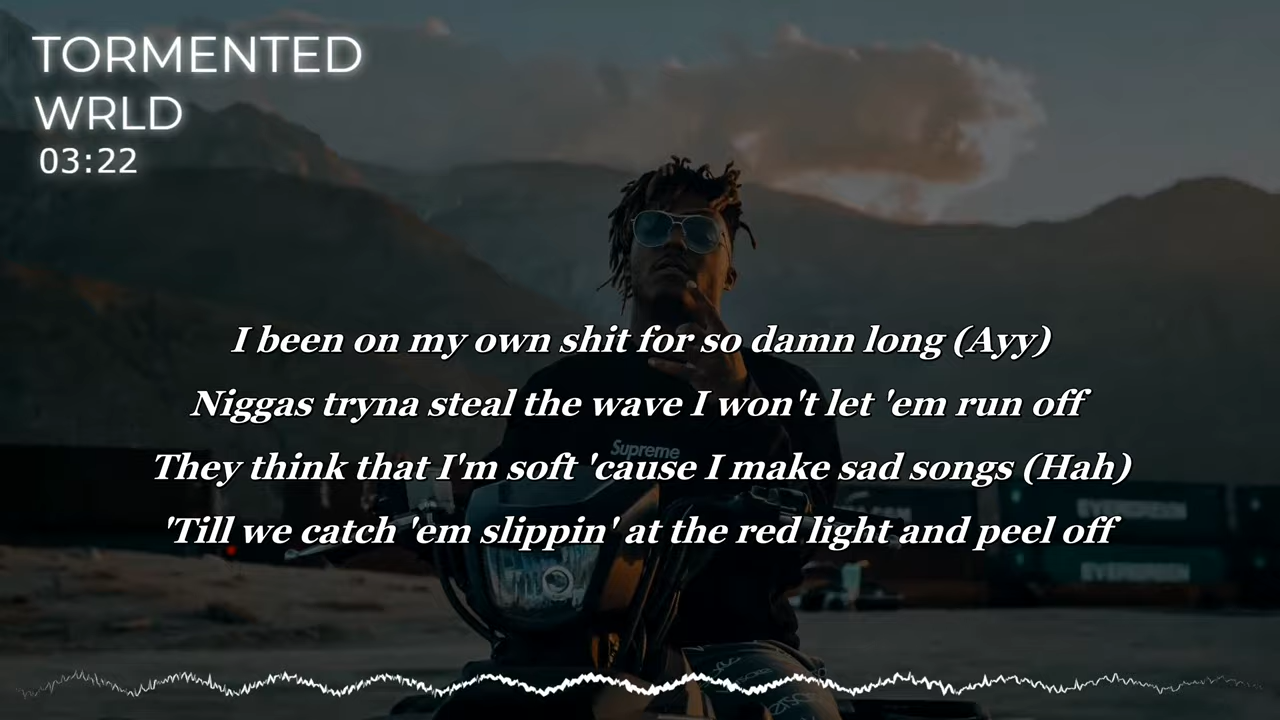 TORMENTED
WRLD
03:22
I been on my own shit for so damn long (Ayy)
Niggas tryna steal the wave I won't let 'em run off
Supreme
They think that I'm soft 'cause I make sad songs (Hah)
EVERGREEN
'Till we catch 'em slippin' at the red light and peel off
EVERGREEN